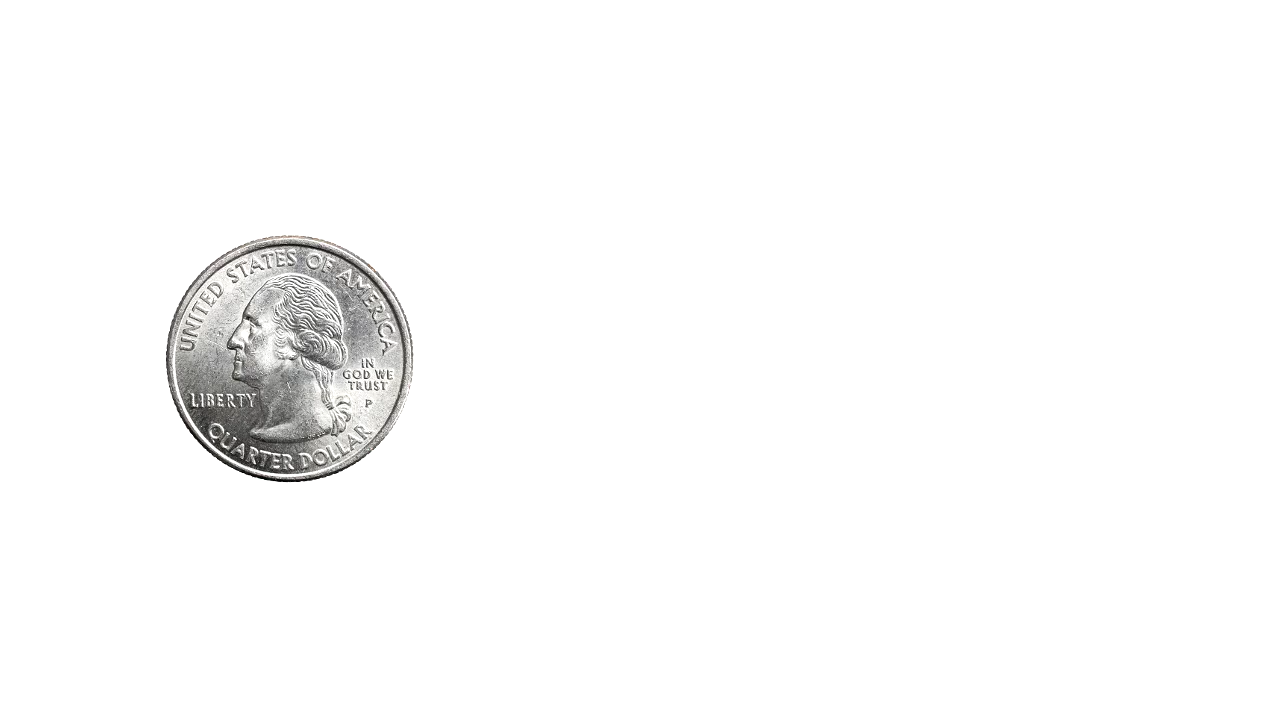 UNITED STATES OF AMERICA
LIBERTY
IN
GOD WE
TRUST
P
QUARTER DOLLAR